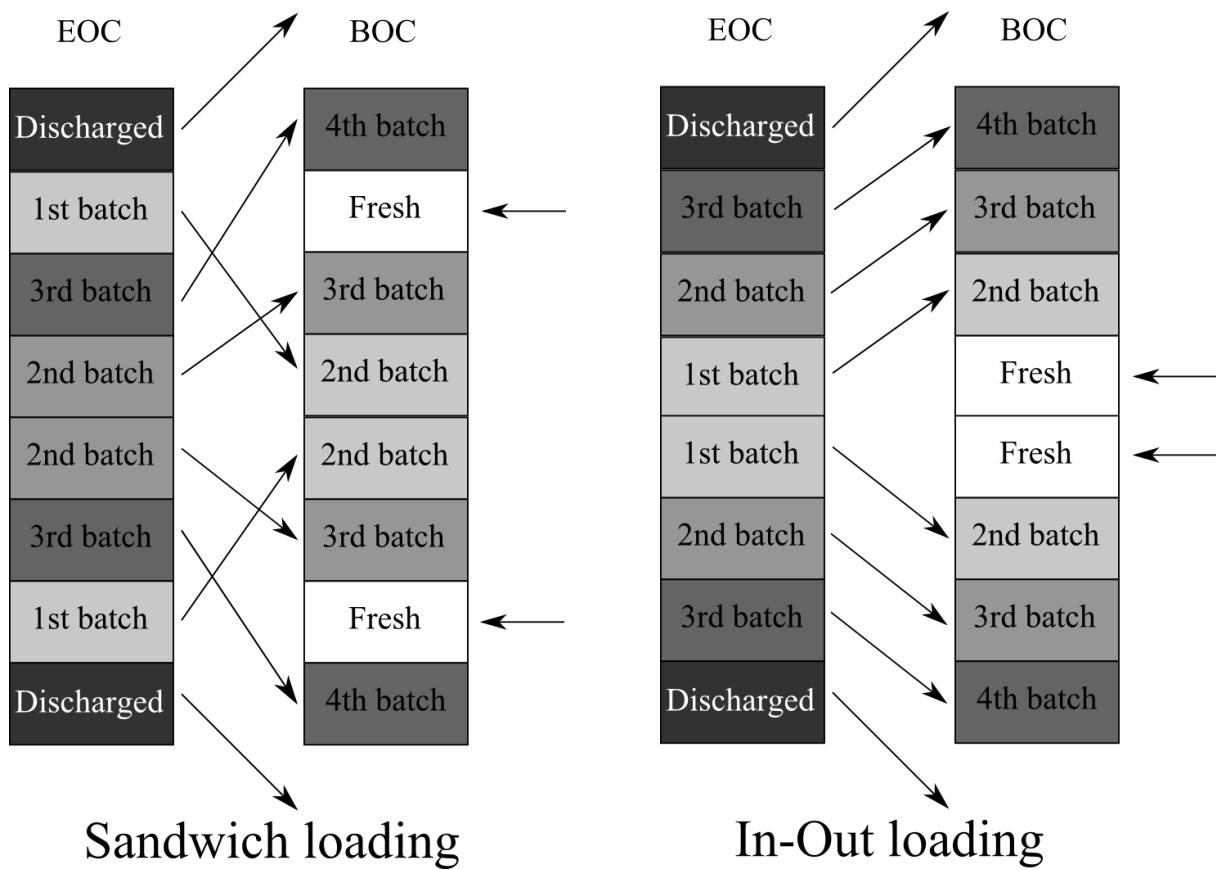 EOC
BOC
Discharged
4th batch
1st batch
Fresh
3rd batch
3rd batch
2nd batch
2nd batch
2nd batch
2nd batch
3rd batch
3rd batch
1st batch
Fresh
Discharged
4th batch
Sandwich loading
EOC
BOC
Discharged
4th batch
3rd batch
3rd batch
2nd batch
2nd batch
1st batch
Fresh
1st batch
Fresh
2nd batch
2nd batch
3rd batch
3rd batch
Discharged
4th batch
In-Out loading